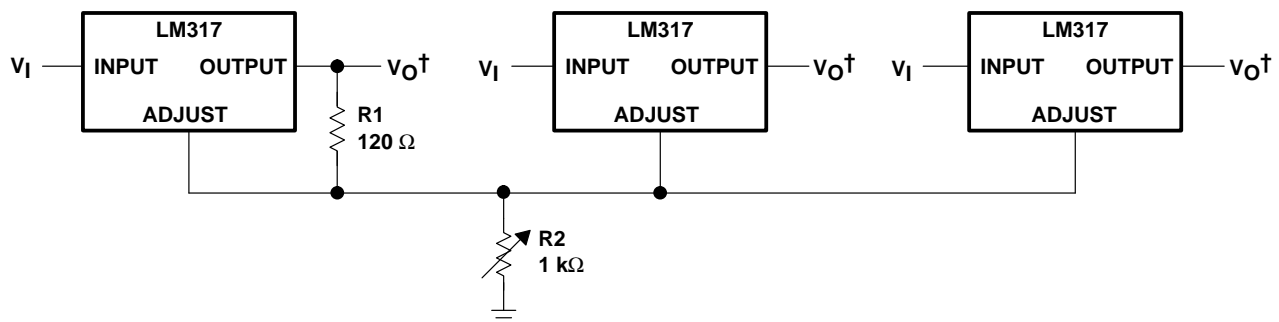 LM317
VI INPUT OUTPUT VO†
ADJUST
R1
120 Ω
LM317
VI INPUT OUTPUT VO†
ADJUST
LM317
VI INPUT OUTPUT VO†
ADJUST
R2
1 kΩ